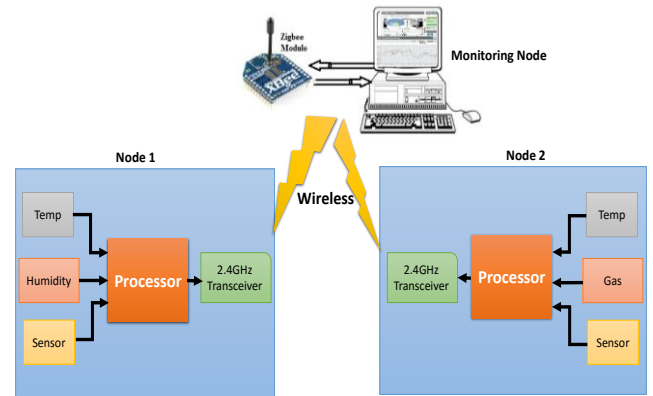 Zigbee
Module
XBee
Monitoring Node
Node 1
Node 2
Wireless
Temp
Humidity
Sensor
Processor
2.4GHz
Transceiver
2.4GHz
Transceiver
Processor
Temp
Gas
Sensor